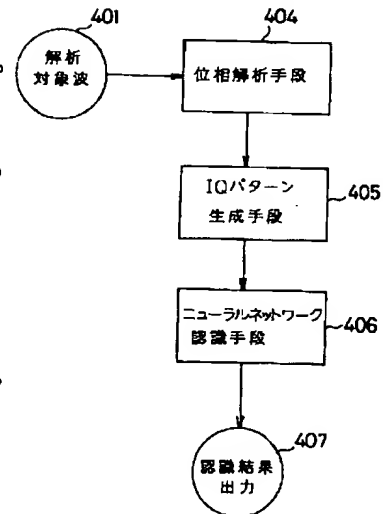 401
解析
対象波
404
位相解析手段
IQパターン
生成手段
405
ニューラルネットワーク
認識手段
406
407
認識結果
出力